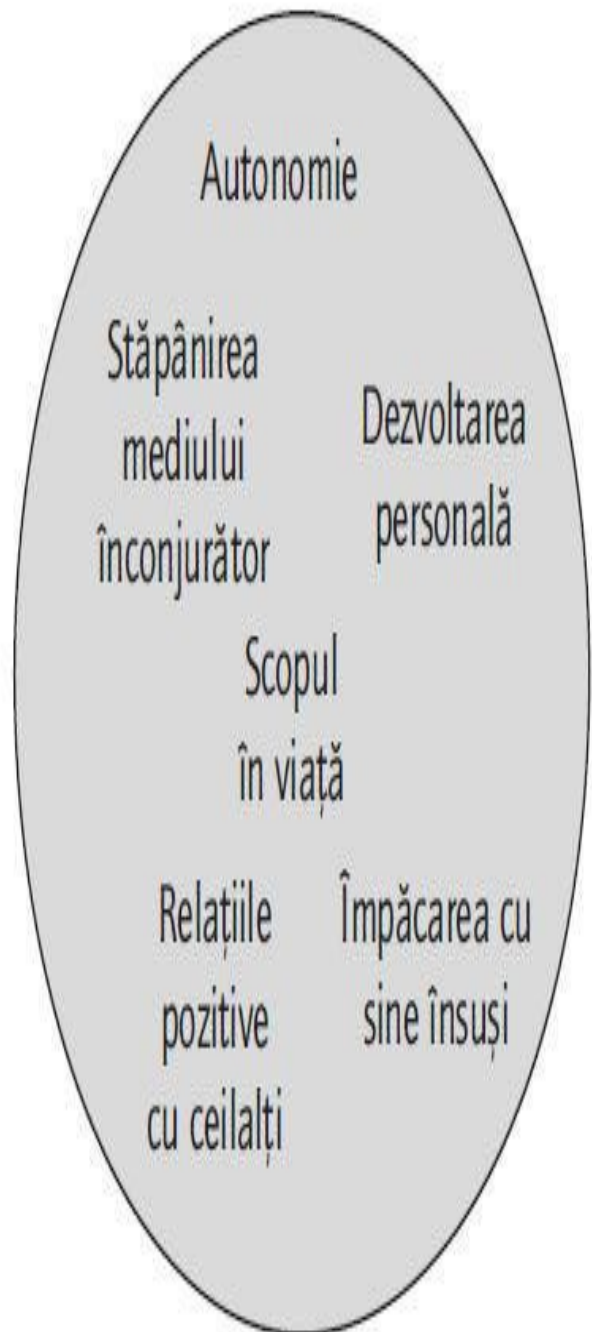 Autonomie
Stăpânirea
mediului
înconjurător
Dezvoltarea
personală
Scopul
în viață
Relațiile
pozitive
cu ceilalți
Împăcarea cu
sine însuși